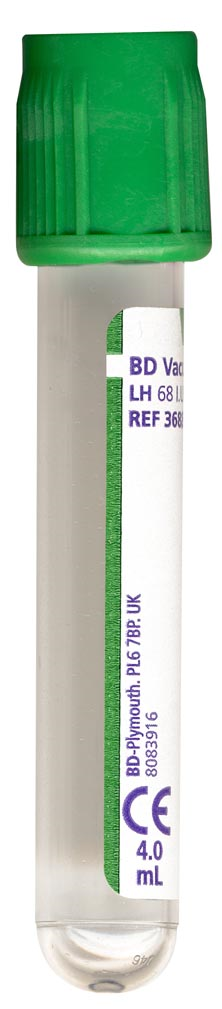 BD Vac
LH 68 I.U
REF 368
BD-Plymouth. PL6 7BP. UK
8083916
CE
4.0
mL